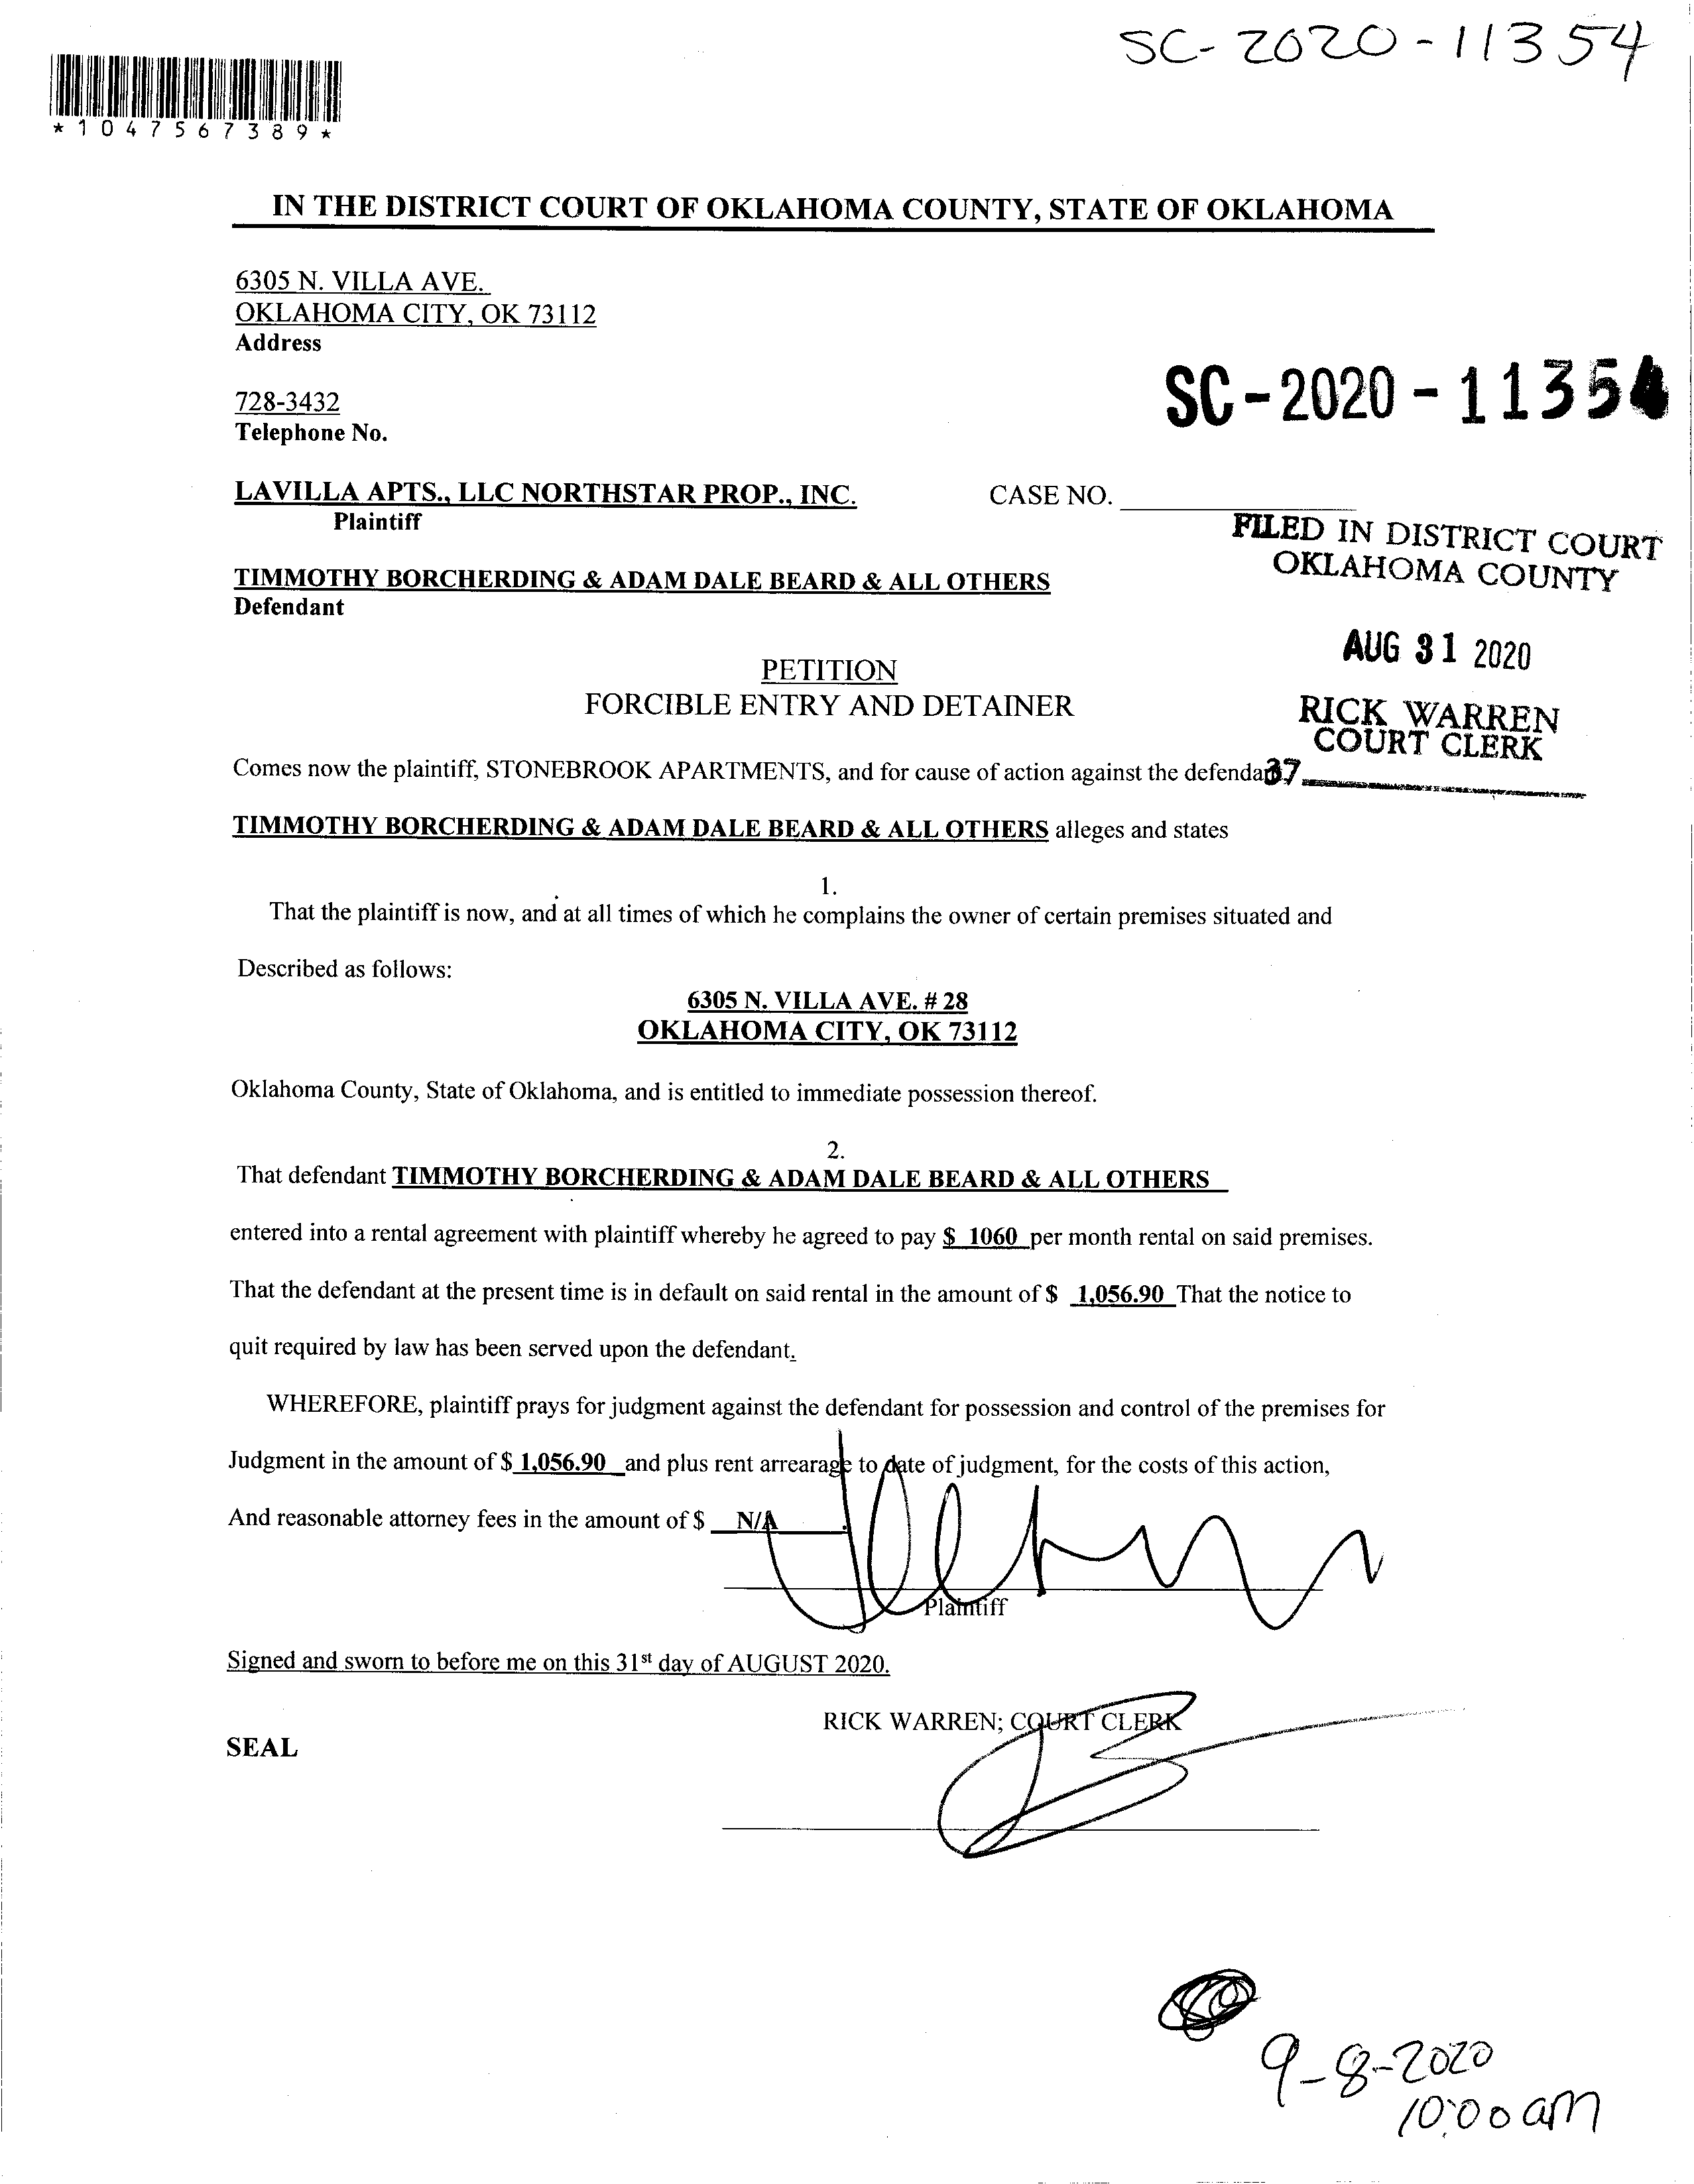 SC-2020-11354
*1047567389*
IN THE DISTRICT COURT OF OKLAHOMA COUNTY, STATE OF OKLAHOMA
6305 N. VILLA AVE.
OKLAHOMA CITY, OK 73112
Address
728-3432
Telephone No.
SC-2020-11354
LAVILLA APTS., LLC NORTHSTAR PROP., INC.
Plaintiff
CASE NO.
FILED IN DISTRICT COURT
OKLAHOMA COUNTY
TIMMOTHY BORCHERDING & ADAM DALE BEARD & ALL OTHERS
Defendant
AUG 31 2020
PETITION
FORCIBLE ENTRY AND DETAINER
RICK WARREN
COURT CLERK
37
Comes now the plaintiff, STONEBROOK APARTMENTS, and for cause of action against the
TIMMOTHY BORCHERDING & ADAM DALE BEARD & ALL OTHERS alleges and states
1.
That the plaintiff is now, and at all times of which he complains the owner of certain premises situated and
Described as follows:
6305 N. VILLA AVE. # 28
OKLAHOMA CITY, OK 73112
Oklahoma County, State of Oklahoma, and is entitled to immediate possession thereof.
2.
That defendant TIMMOTHY BORCHERDING & ADAM DALE BEARD & ALL OTHERS
entered into a rental agreement with plaintiff whereby he agreed to pay $ 1060 per month rental on said premises.
That the defendant at the present time is in default on said rental in the amount of $ 1,056.90 That the notice to
quit required by law has been served upon the defendant.
WHEREFORE, plaintiff prays for judgment against the defendant for possession and control of the premises for
Judgment in the amount of $ 1,056.90 and plus rent arrearage to date of judgment, for the costs of this action,
And reasonable attorney fees in the amount of $ N/A .
Plaintiff
Signed and sworn to before me on this 31st day of AUGUST 2020.
RICK WARREN; COURT CLERK
SEAL
9-8-2020
10:00 am